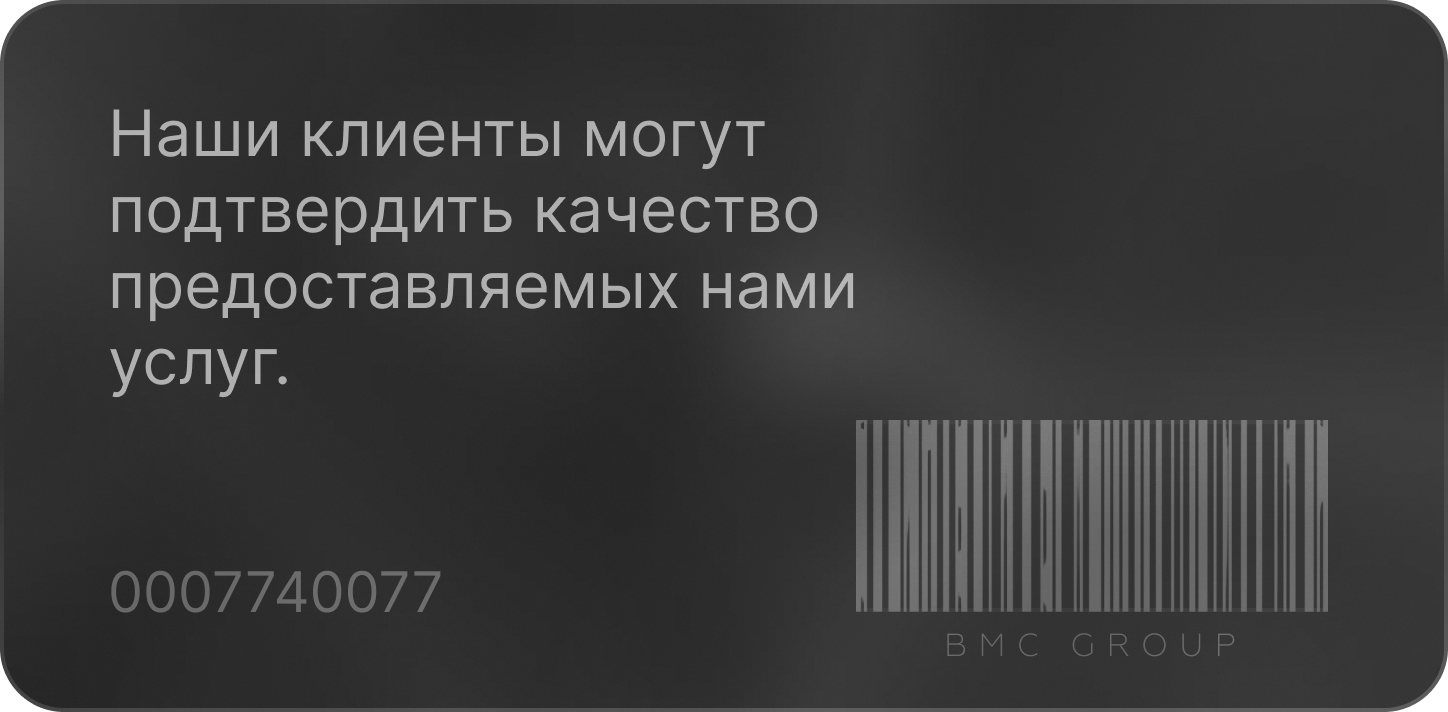 Наши клиенты могут
подтвердить качество
предоставляемых нами
услуг.
0007740077
BMC GROUP